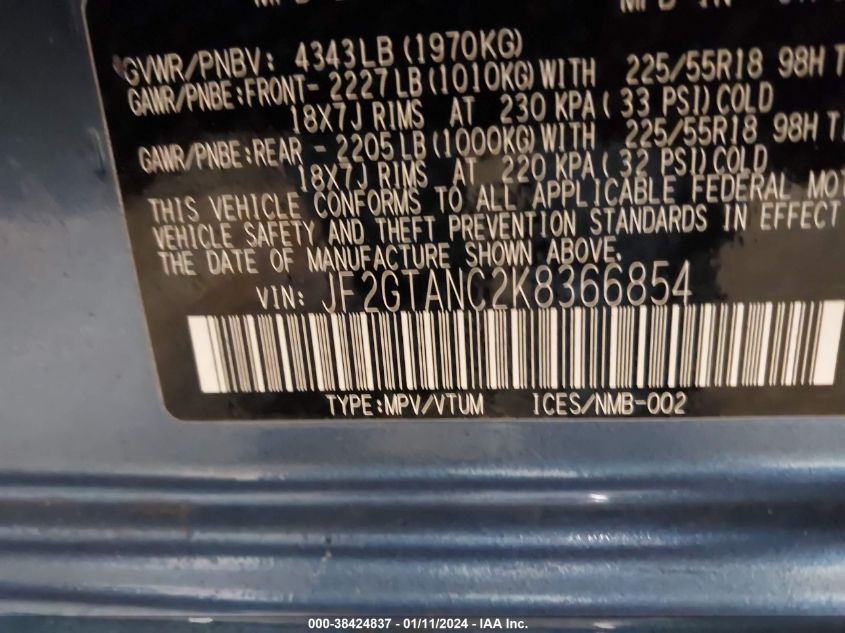 GVWR/PNBV: 4343LB (1970KG)
GAWR/PNBE:FRONT- 2227LB (1010KG)WITH 225/55R18 98H
18X7J RIMS AT 230 KPA( 33 PSI)COLD
GAWR/PNBE:REAR - 2205LB (1000KG)WITH 225/55R18 98H
18X7J RIMS AT 220 KPA( 32 PSI)COLD
THIS VEHICLE CONFORMS TO ALL APPLICABLE FEDERAL MOT
VEHICLE SAFETY AND THEFT PREVENTION STANDARDS IN EFFECT
THE DATE OF MANUFACTURE SHOWN ABOVE.
VIN: JF2GTANC2K8366854
TYPE:MPV/VTUM ICES/NMB-002
000-38424837 - 01/11/2024 - IAA Inc.